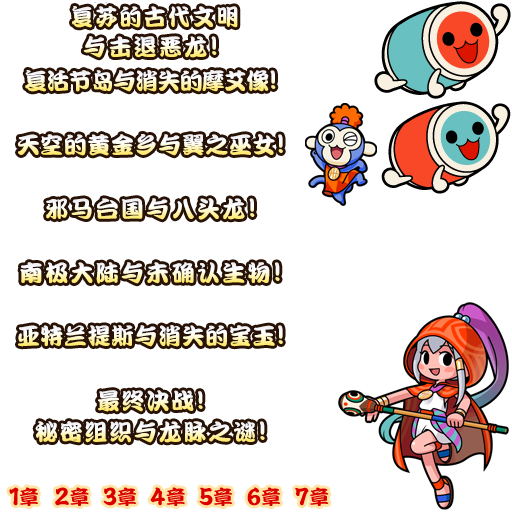 复苏的古代文明
与击退恶龙!
复活节岛与消失的摩艾像!
天空的黄金乡与翼之巫女!
邪马台国与八头龙!
南极大陆与未确认生物!
亚特兰提斯与消失的宝玉!
最终决战!
秘密组织与龙脉之谜!
1章 2章 3章 4章 5章 6章 7章